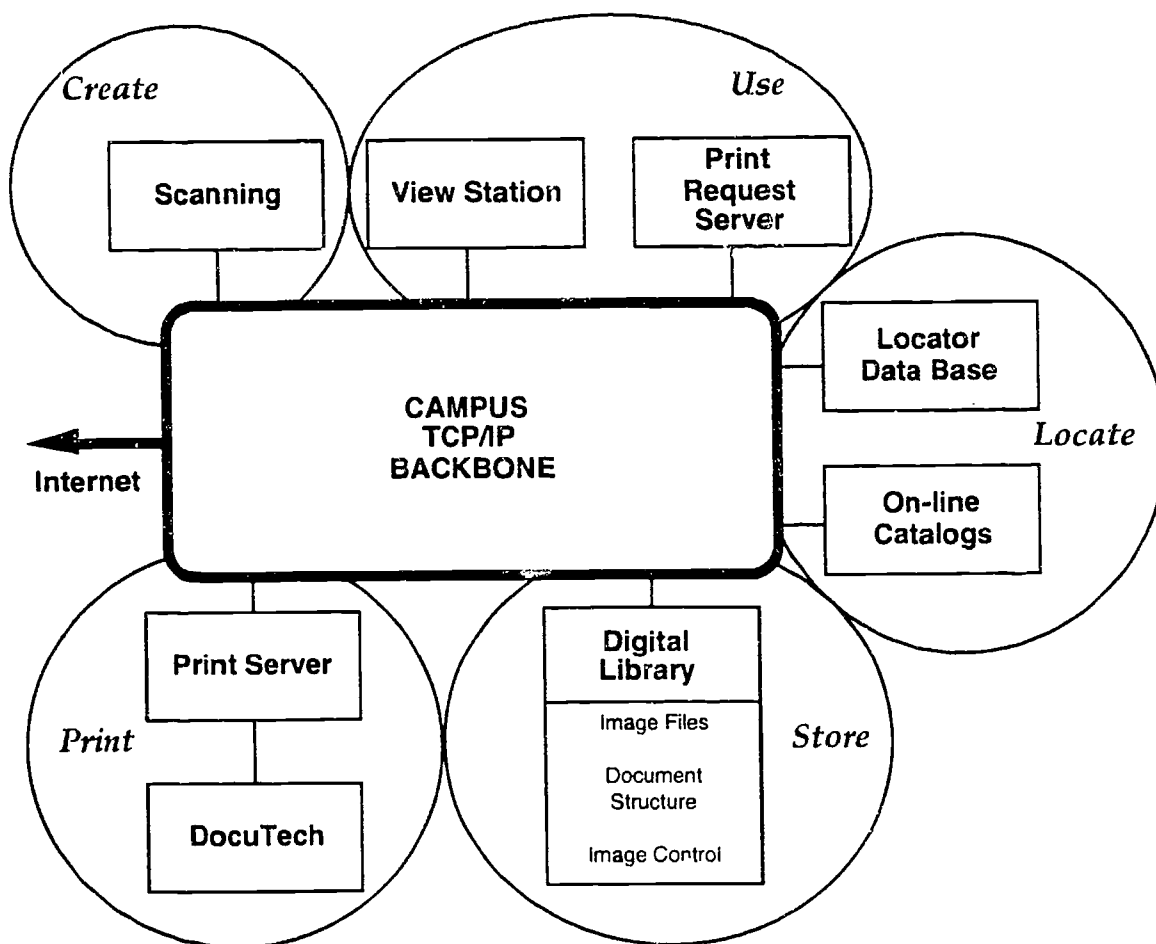 Create
Use
Scanning
View Station
Print
Request
Server
Locator
Data Base
Locate
On-line
Catalogs
CAMPUS
TCP/IP
BACKBONE
Internet
Print Server
Print
DocuTech
Digital
Library
Image Files
Document
Structure
Image Control
Store